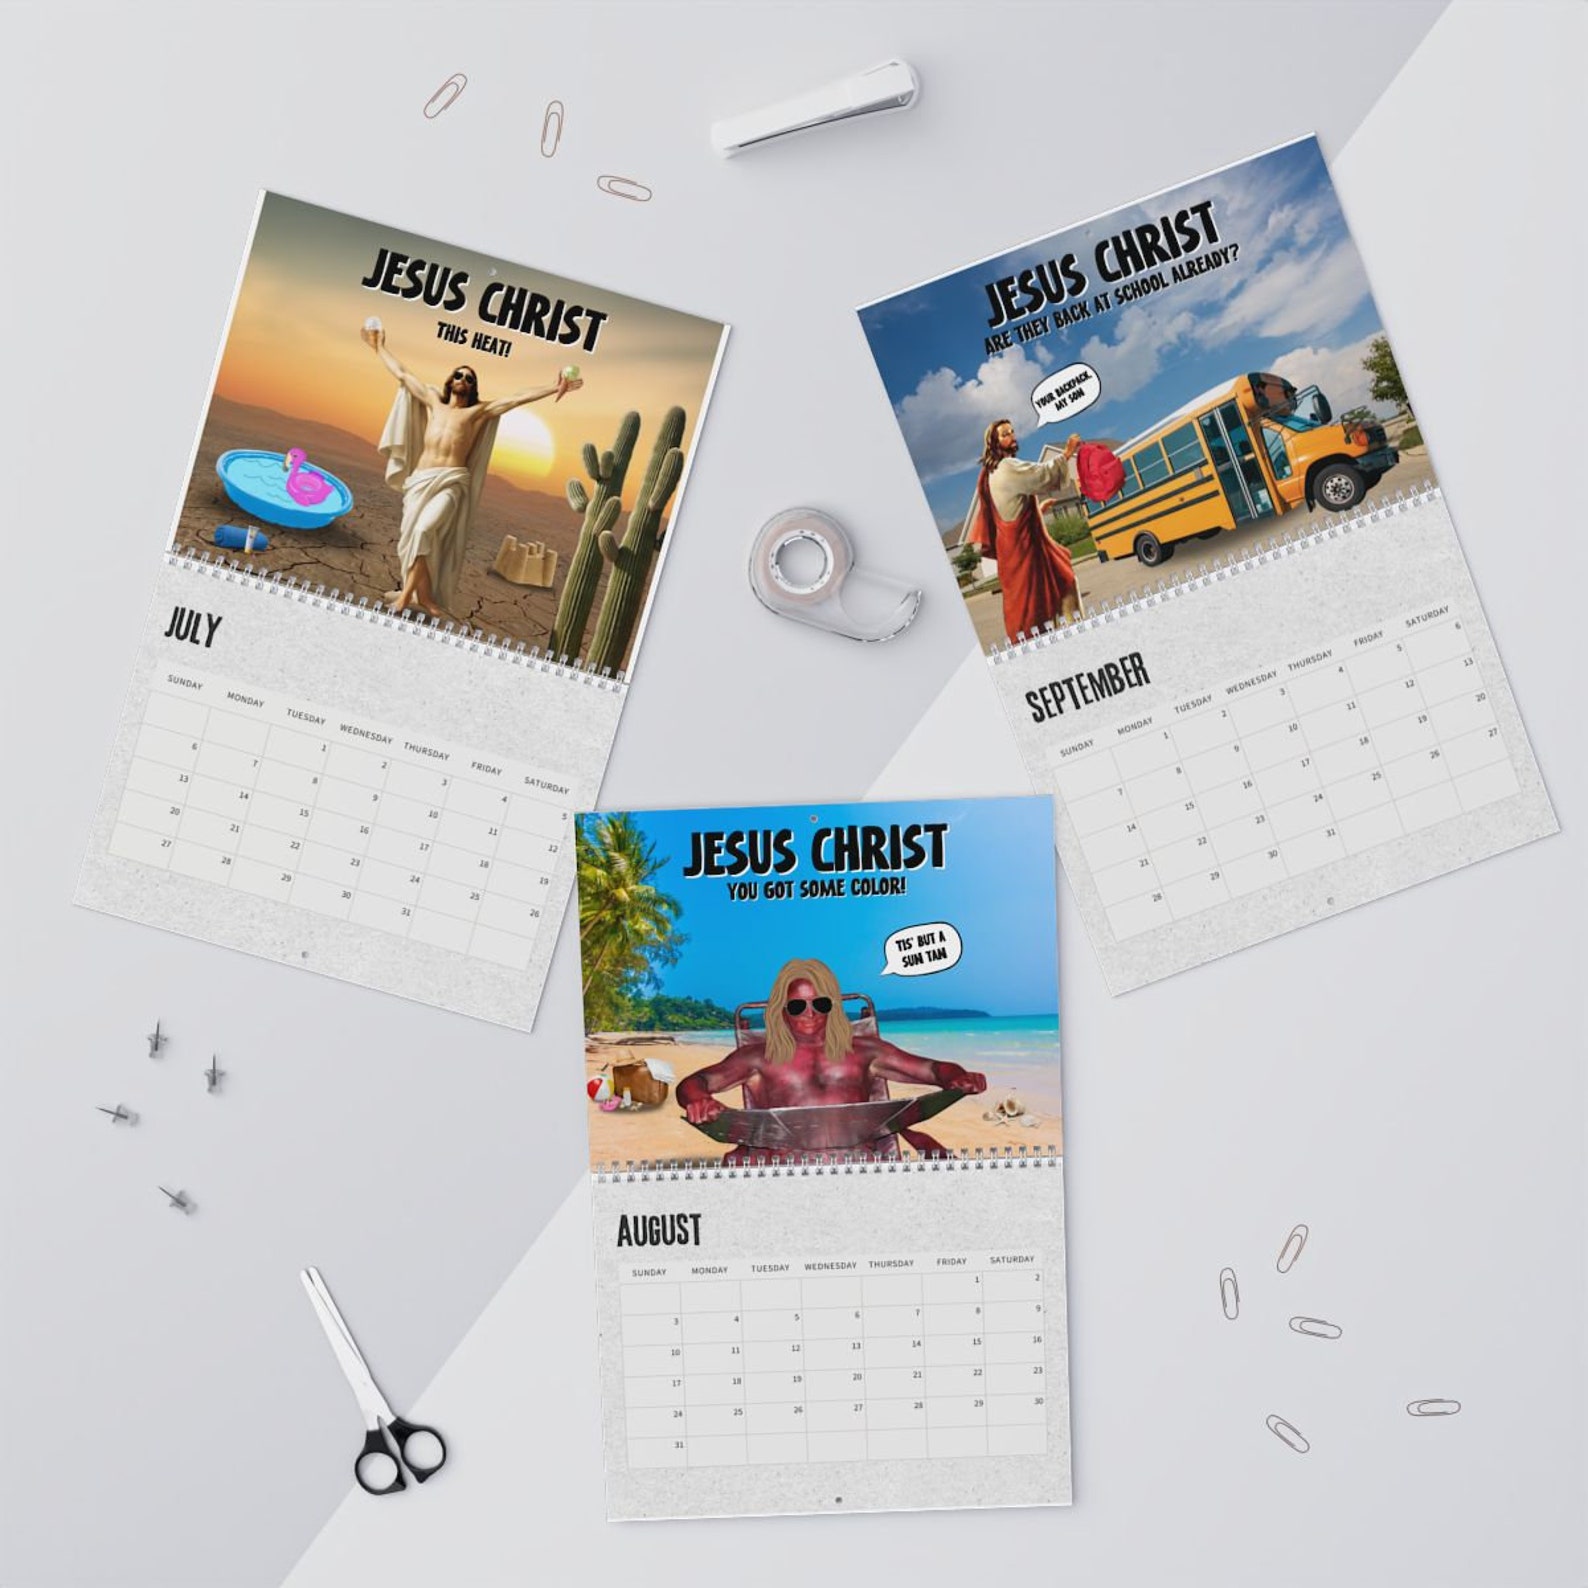 JESUS CHRIST
THIS HEAT!
JULY
SUNDAY MONDAY TUESDAY WEDNESDAY THURSDAY FRIDAY SATURDAY
1 2 3 4 5
6 7 8 9 10 11 12
13 14 15 16 17 18 19
20 21 22 23 24 25 26
27 28 29 30 31
JESUS CHRIST
ARE THEY BACK AT SCHOOL ALREADY?
YOUR BACKPACK,
MY SON
SEPTEMBER
SUNDAY MONDAY TUESDAY WEDNESDAY THURSDAY FRIDAY SATURDAY
1 2 3 4 5 6
7 8 9 10 11 12 13
14 15 16 17 18 19 20
21 22 23 24 25 26 27
28 29 30 31
JESUS CHRIST
YOU GOT SOME COLOR!
TIS' BUT A
SUN TAN
AUGUST
SUNDAY MONDAY TUESDAY WEDNESDAY THURSDAY FRIDAY SATURDAY
1 2
3 4 5 6 7 8 9
10 11 12 13 14 15 16
17 18 19 20 21 22 23
24 25 26 27 28 29 30
31